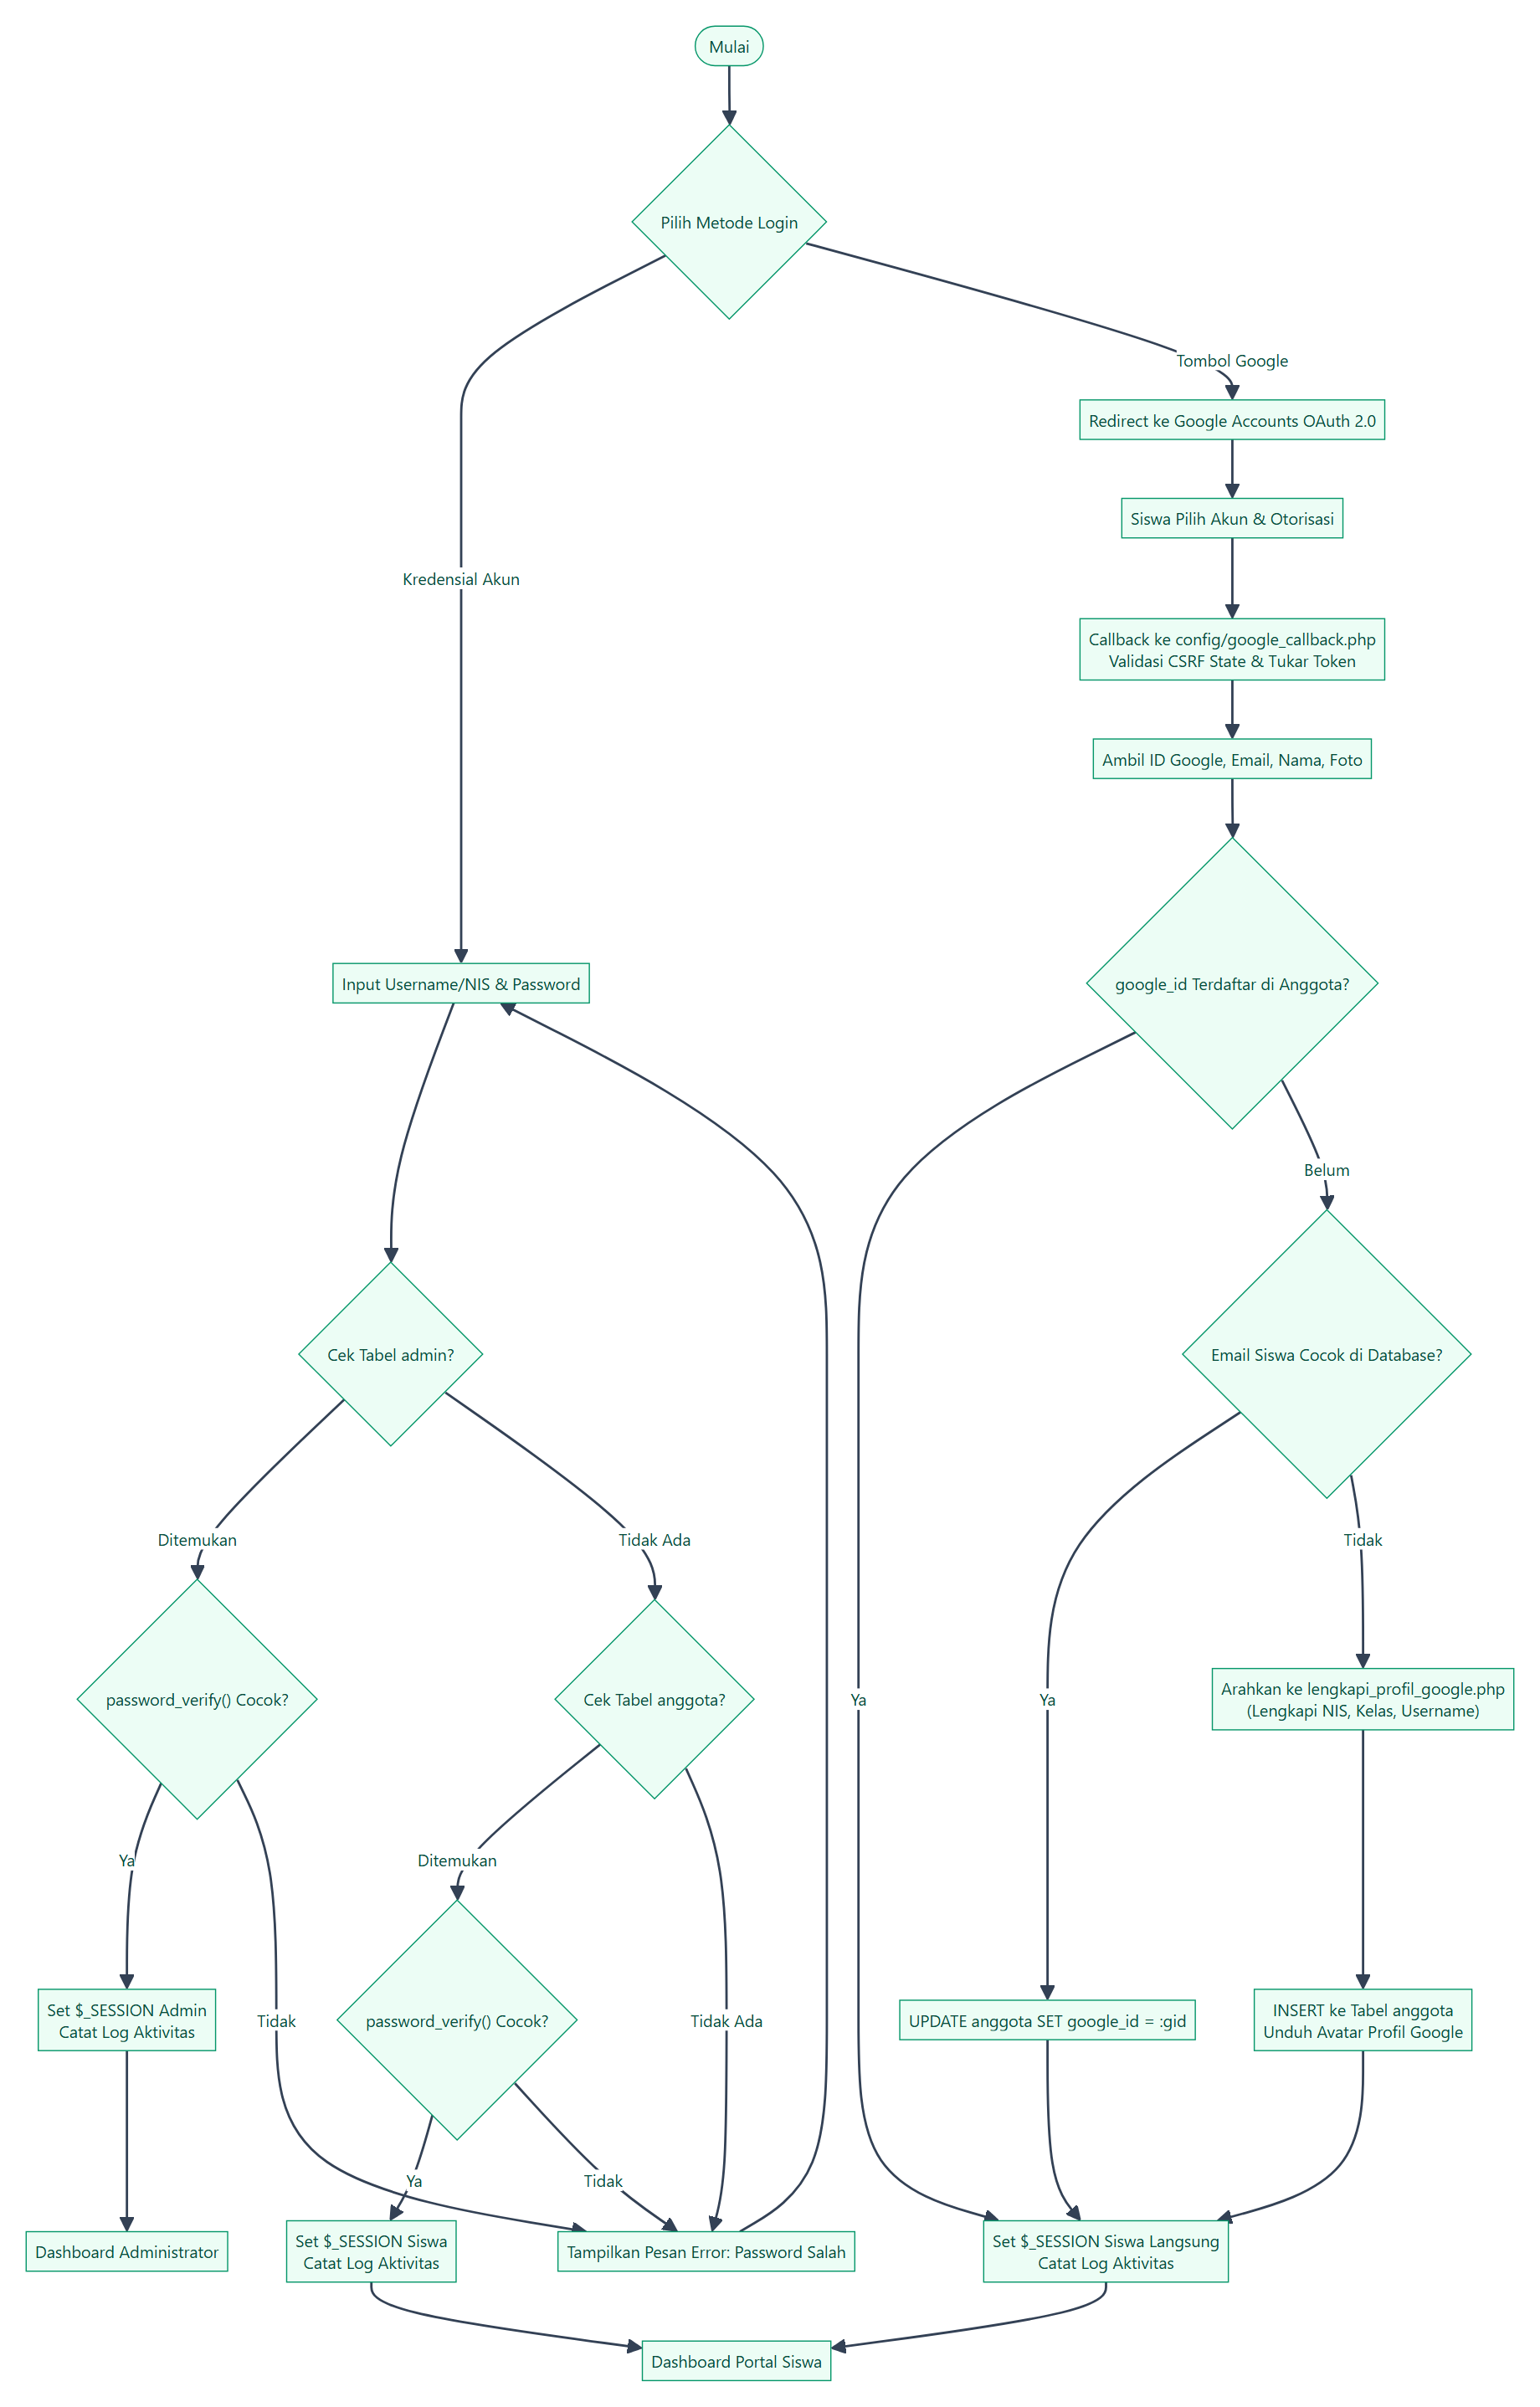 Mulai
Pilih Metode Login
Tombol Google
Redirect ke Google Accounts OAuth 2.0
Siswa Pilih Akun & Otorisasi
Kredensial Akun
Callback ke config/google_callback.php
Validasi CSRF State & Tukar Token
Ambil ID Google, Email, Nama, Foto
Input Username/NIS & Password
google_id Terdaftar di Anggota?
Belum
Cek Tabel admin?
Email Siswa Cocok di Database?
Ditemukan
Tidak Ada
Tidak
password_verify() Cocok?
Cek Tabel anggota?
Ya
Ya
Arahkan ke lengkapi_profil_google.php
(Lengkapi NIS, Kelas, Username)
Ya
Ditemukan
Set $_SESSION Admin
Catat Log Aktivitas
Tidak
password_verify() Cocok?
Tidak Ada
UPDATE anggota SET google_id = :gid
INSERT ke Tabel anggota
Unduh Avatar Profil Google
Ya
Tidak
Dashboard Administrator
Set $_SESSION Siswa
Catat Log Aktivitas
Tampilkan Pesan Error: Password Salah
Set $_SESSION Siswa Langsung
Catat Log Aktivitas
Dashboard Portal Siswa